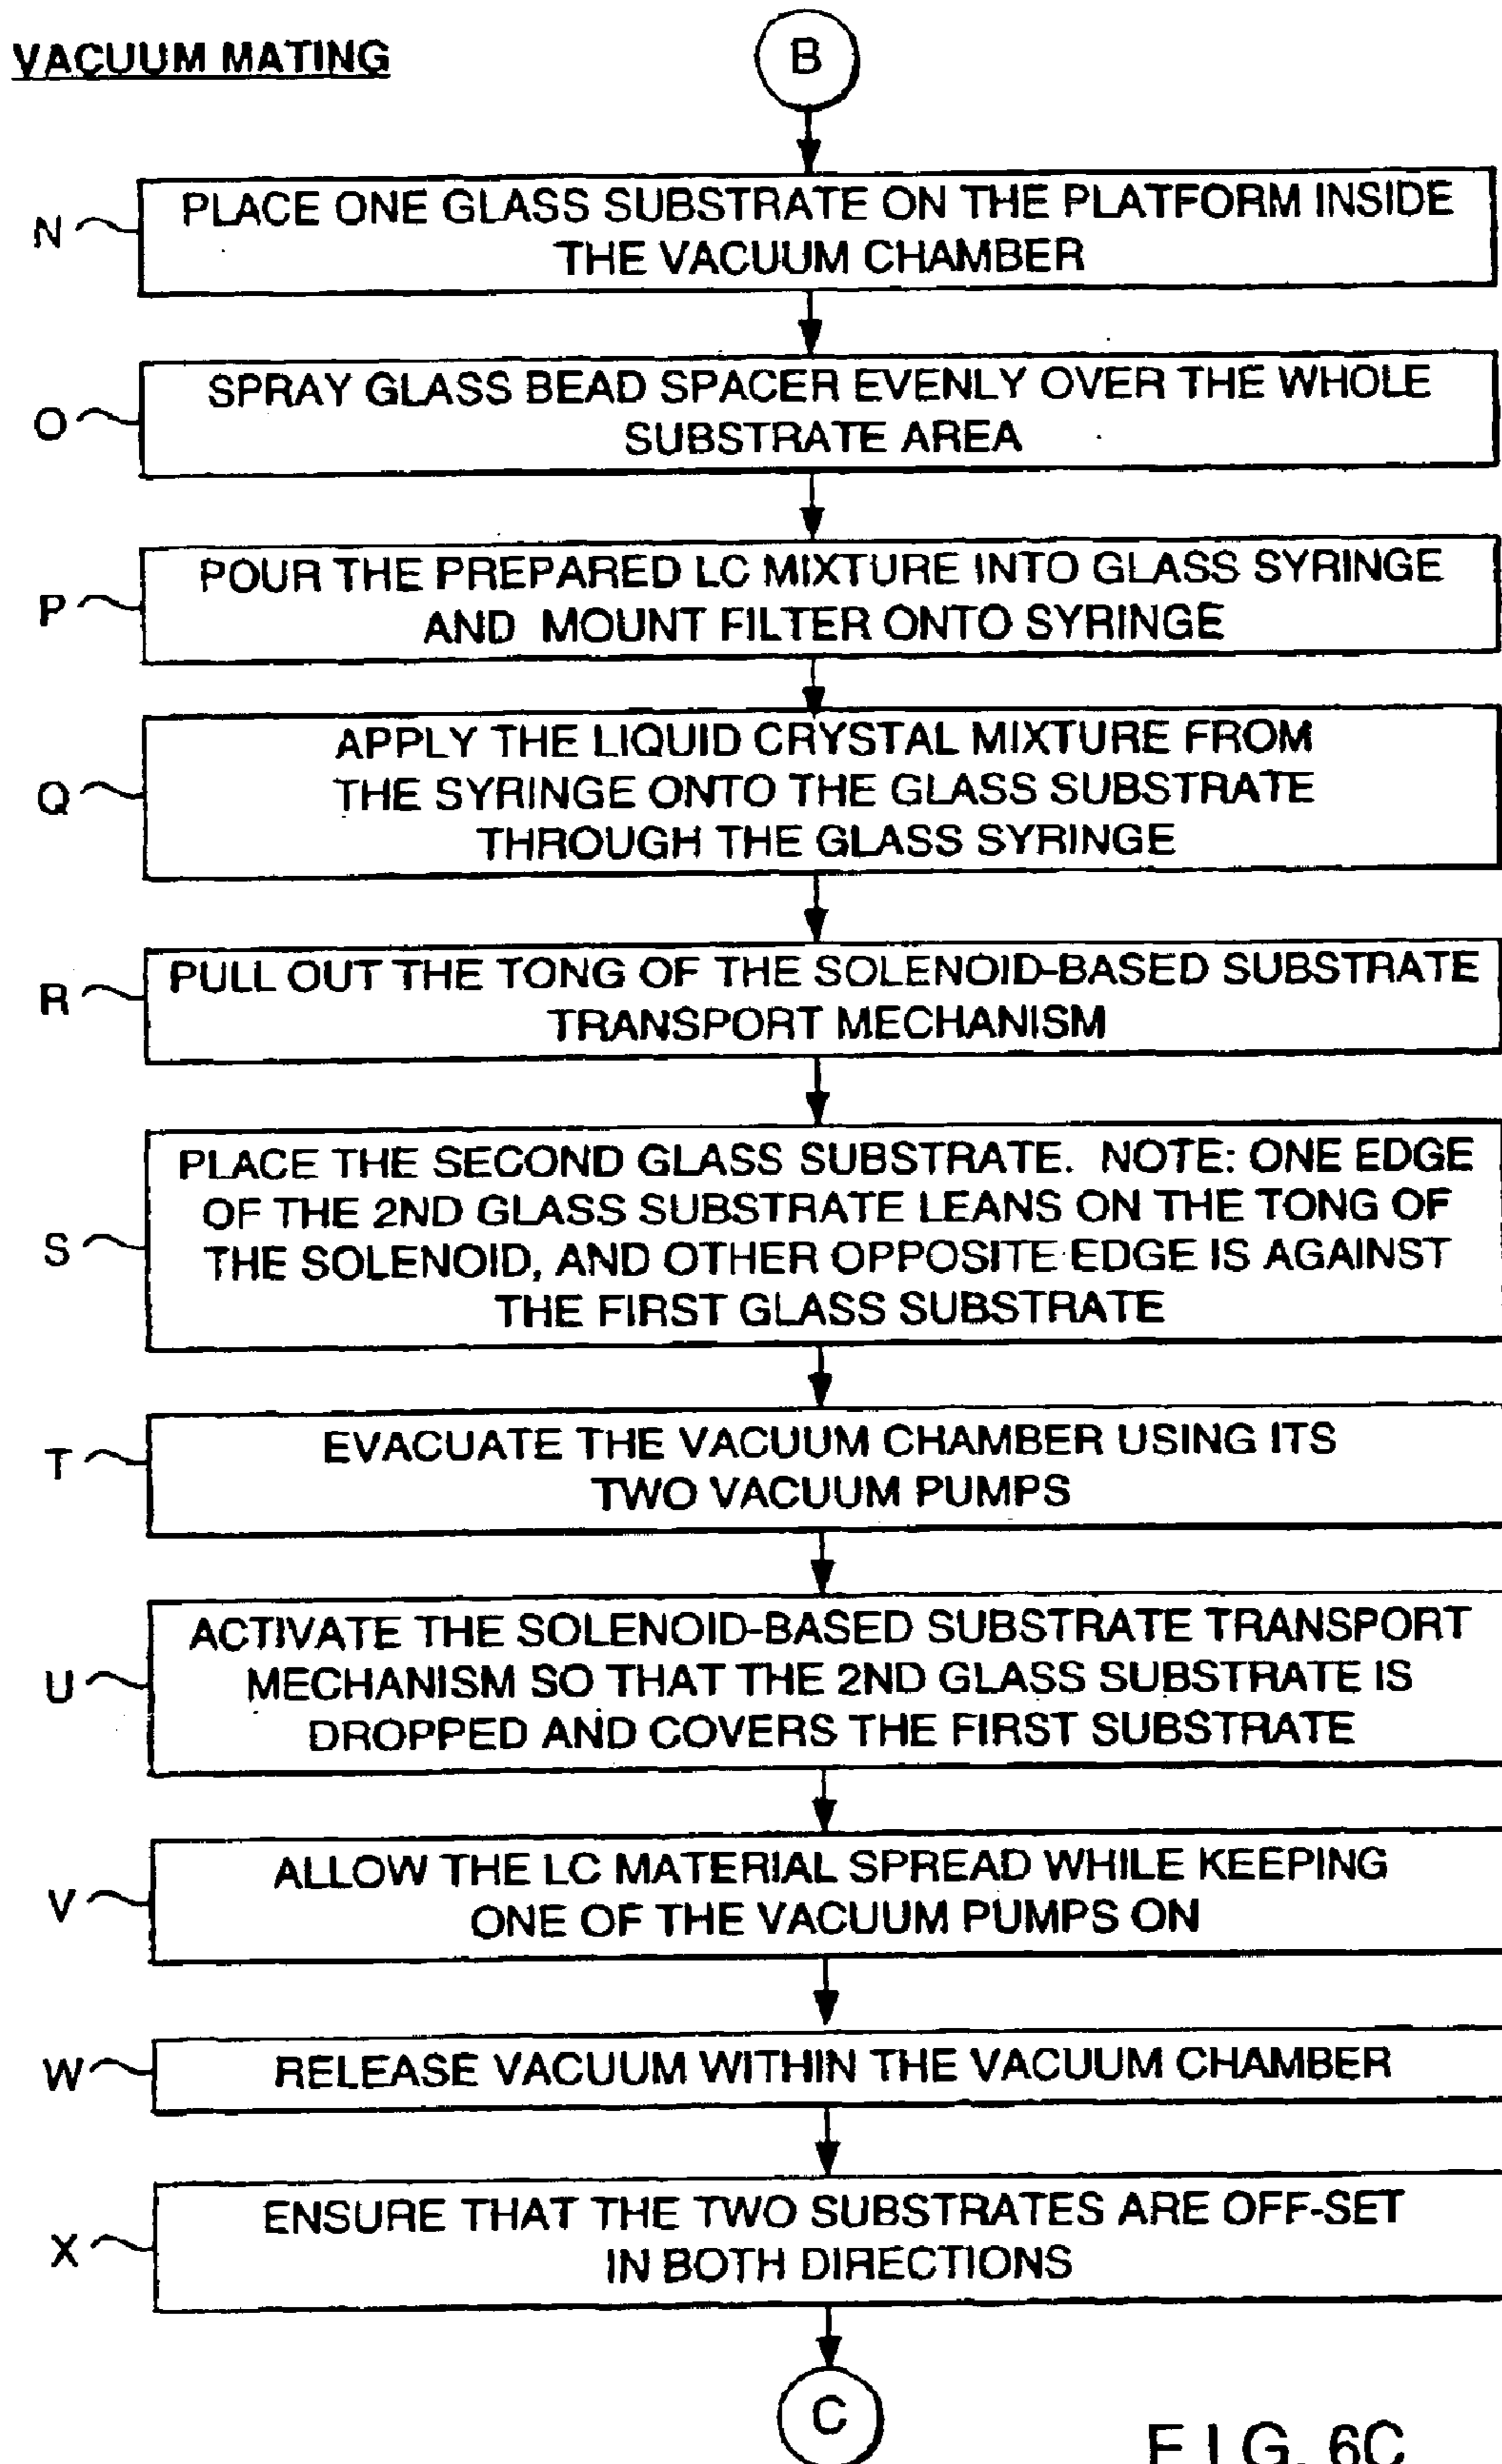 VACUUM MATING
B
N
PLACE ONE GLASS SUBSTRATE ON THE PLATFORM INSIDE
THE VACUUM CHAMBER
O
SPRAY GLASS BEAD SPACER EVENLY OVER THE WHOLE
SUBSTRATE AREA
P
POUR THE PREPARED LC MIXTURE INTO GLASS SYRINGE
AND MOUNT FILTER ONTO SYRINGE
Q
APPLY THE LIQUID CRYSTAL MIXTURE FROM
THE SYRINGE ONTO THE GLASS SUBSTRATE
THROUGH THE GLASS SYRINGE
R
PULL OUT THE TONG OF THE SOLENOID-BASED SUBSTRATE
TRANSPORT MECHANISM
S
PLACE THE SECOND GLASS SUBSTRATE. NOTE: ONE EDGE
OF THE 2ND GLASS SUBSTRATE LEANS ON THE TONG OF
THE SOLENOID, AND OTHER OPPOSITE EDGE IS AGAINST
THE FIRST GLASS SUBSTRATE
T
EVACUATE THE VACUUM CHAMBER USING ITS
TWO VACUUM PUMPS
U
ACTIVATE THE SOLENOID-BASED SUBSTRATE TRANSPORT
MECHANISM SO THAT THE 2ND GLASS SUBSTRATE IS
DROPPED AND COVERS THE FIRST SUBSTRATE
V
ALLOW THE LC MATERIAL SPREAD WHILE KEEPING
ONE OF THE VACUUM PUMPS ON
W
RELEASE VACUUM WITHIN THE VACUUM CHAMBER
X
ENSURE THAT THE TWO SUBSTRATES ARE OFF-SET
IN BOTH DIRECTIONS
C
FIG. 6C